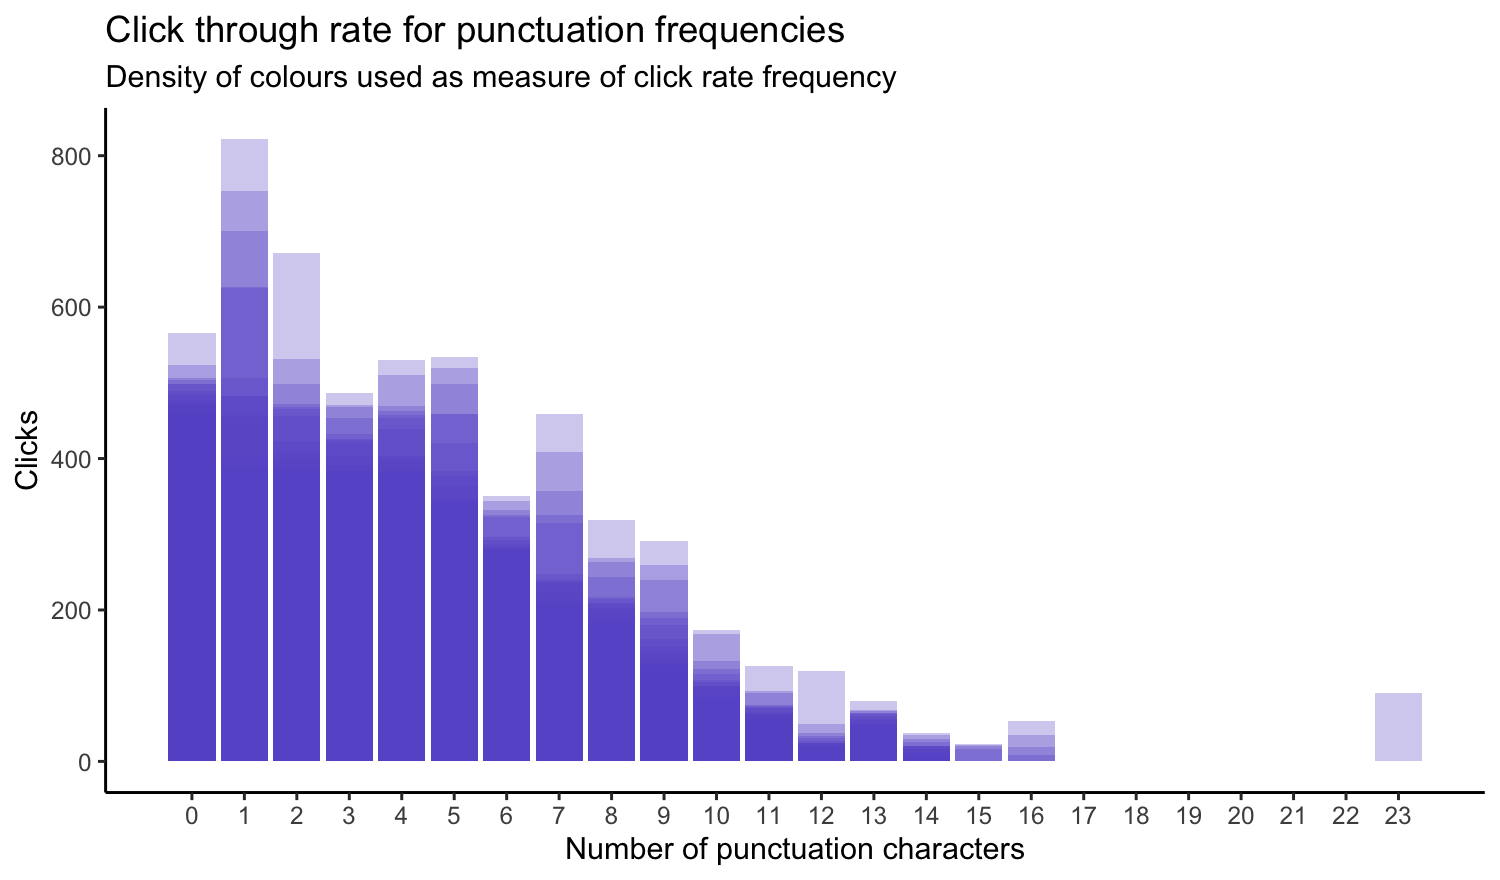 Click through rate for punctuation frequencies
Density of colours used as measure of click rate frequency
800
600
400
200
0
Clicks
0 1 2 3 4 5 6 7 8 9 10 11 12 13 14 15 16 17 18 19 20 21 22 23
Number of punctuation characters